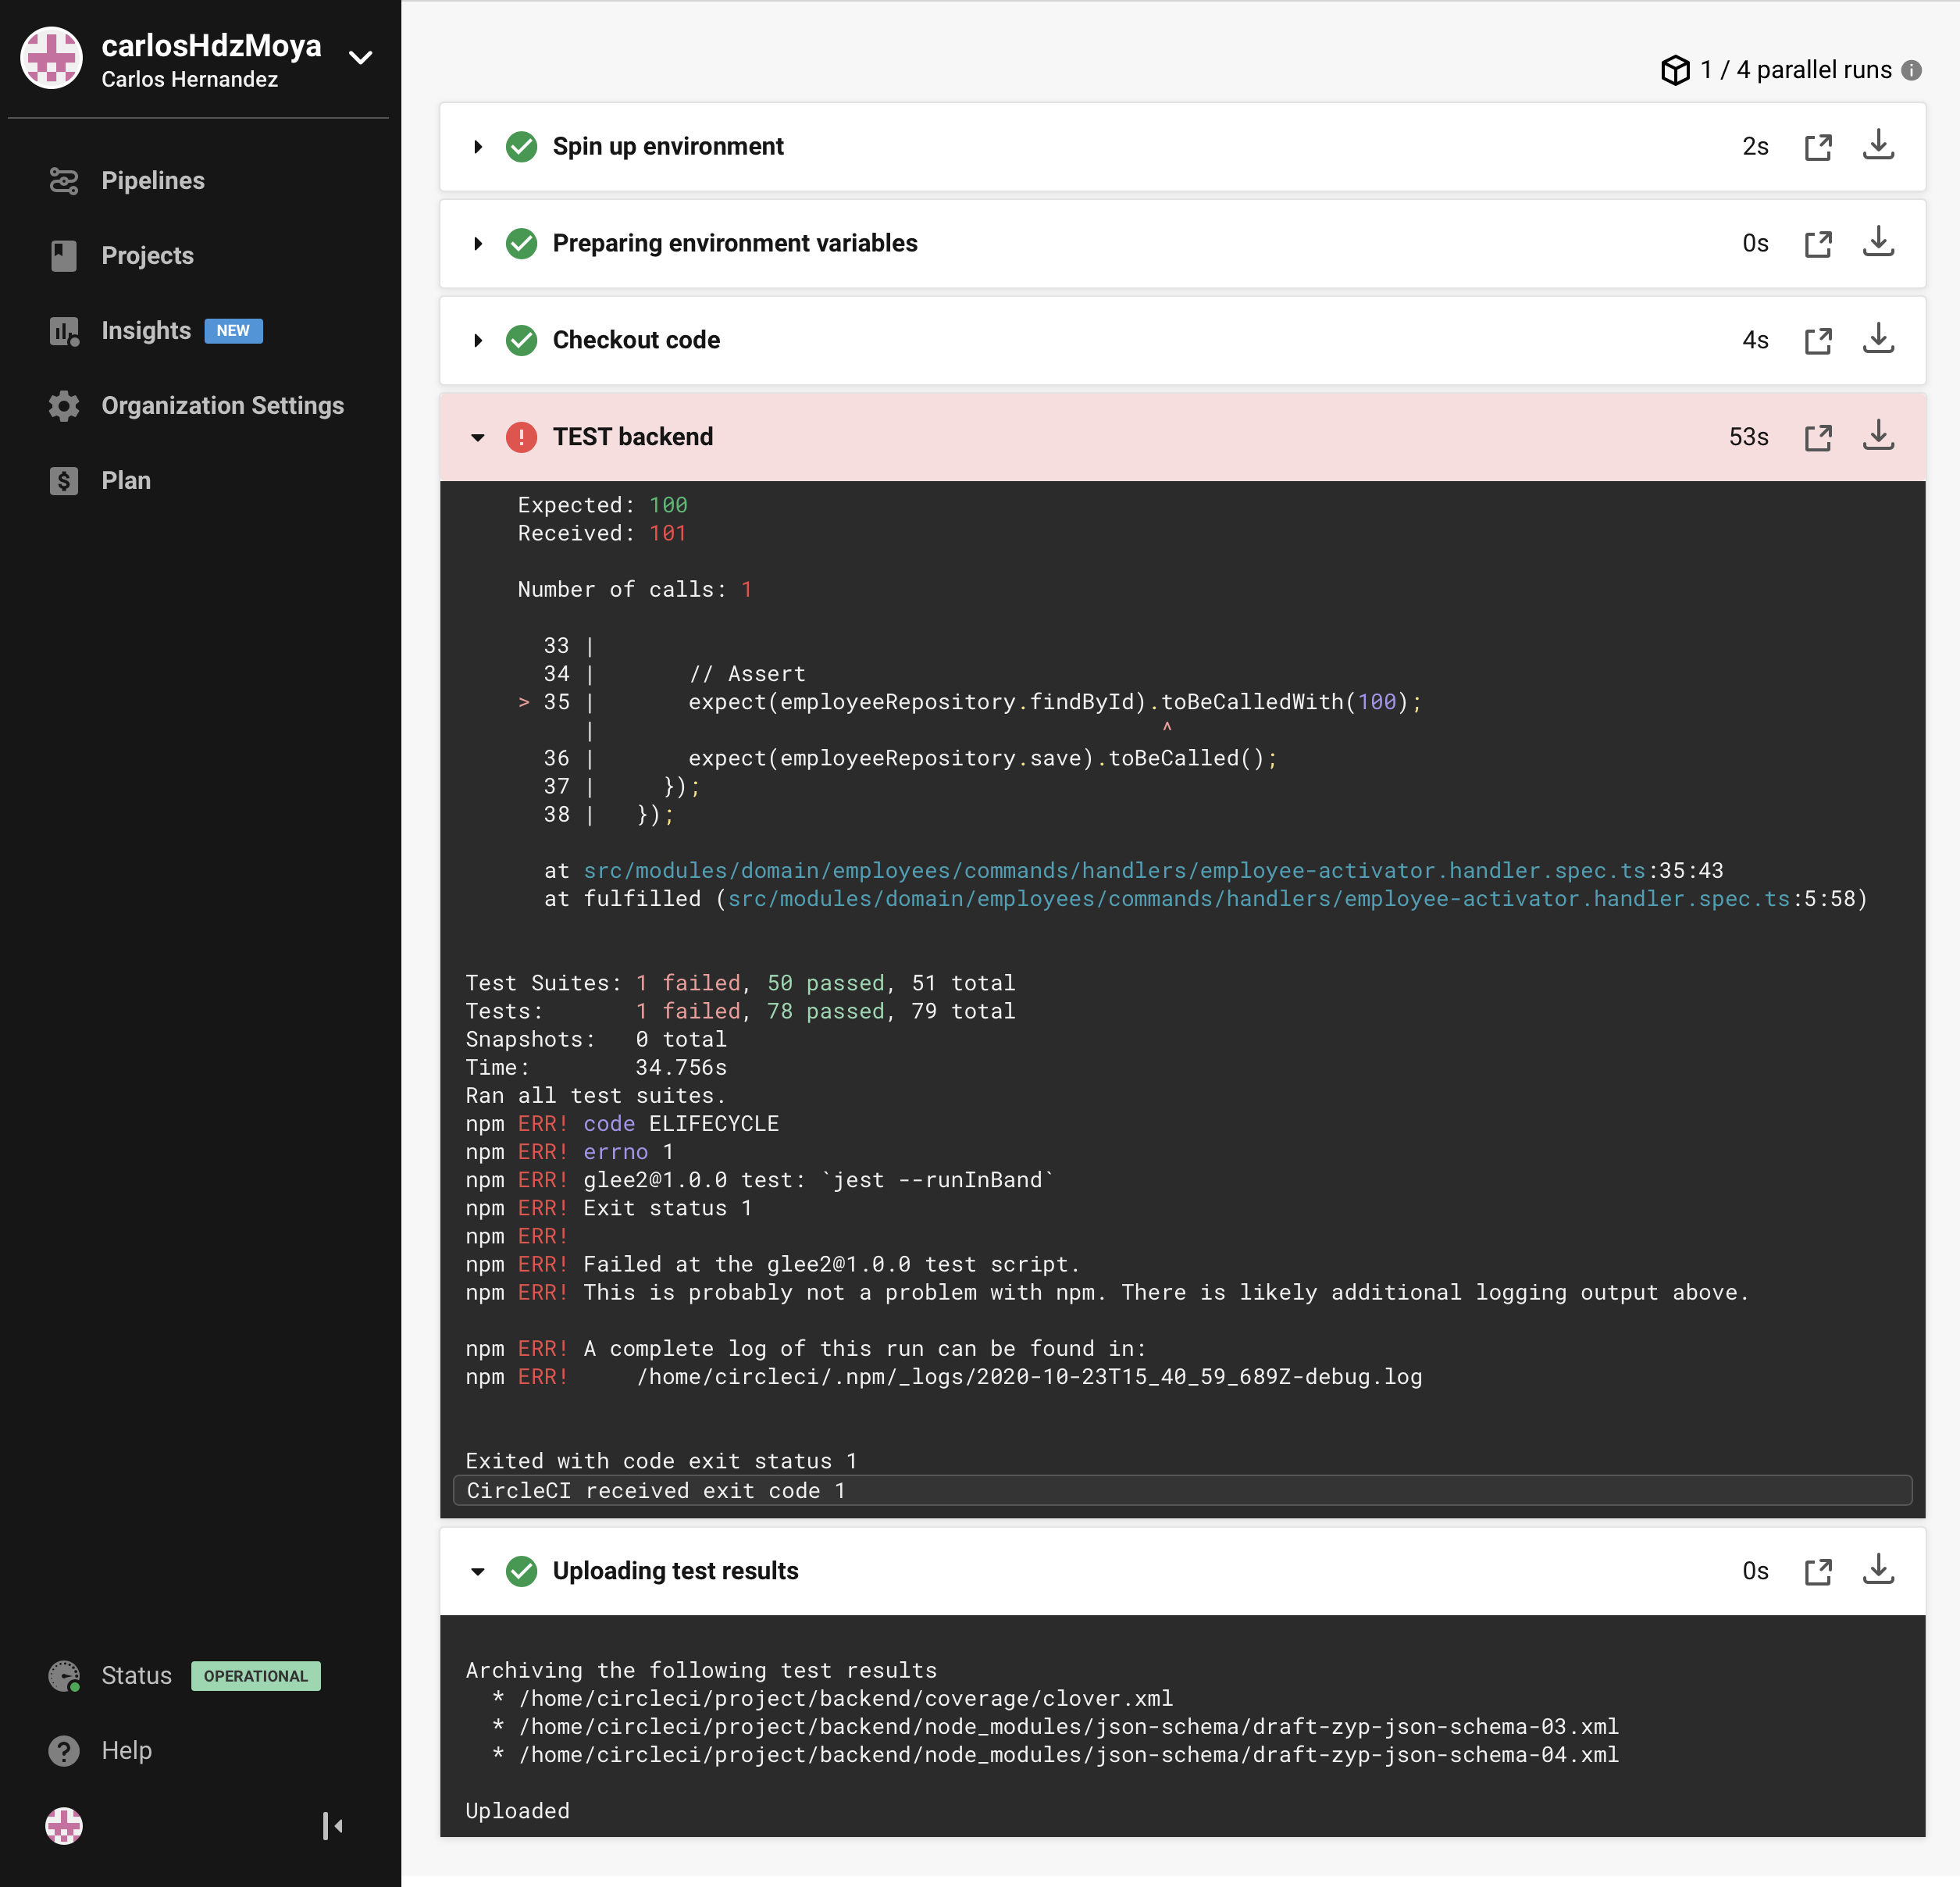 carlosHdzMoya
Carlos Hernandez
Pipelines
Projects
Insights NEW
Organization Settings
Plan
Status OPERATIONAL
Help
1 / 4 parallel runs
Spin up environment 2s
Preparing environment variables 0s
Checkout code 4s
TEST backend 53s
Expected: 100
Received: 101
Number of calls: 1
33 |
34 | // Assert
> 35 | expect(employeeRepository.findById).toBeCalledWith(100);
| ^
36 | expect(employeeRepository.save).toBeCalled();
37 | });
38 | });
at src/modules/domain/employees/commands/handlers/employee-activator.handler.spec.ts:35:43
at fulfilled (src/modules/domain/employees/commands/handlers/employee-activator.handler.spec.ts:5:58)
Test Suites: 1 failed, 50 passed, 51 total
Tests: 1 failed, 78 passed, 79 total
Snapshots: 0 total
Time: 34.756s
Ran all test suites.
npm ERR! code ELIFECYCLE
npm ERR! errno 1
npm ERR! glee2@1.0.0 test: `jest --runInBand`
npm ERR! Exit status 1
npm ERR!
npm ERR! Failed at the glee2@1.0.0 test script.
npm ERR! This is probably not a problem with npm. There is likely additional logging output above.
npm ERR! A complete log of this run can be found in:
npm ERR! /home/circleci/.npm/_logs/2020-10-23T15_40_59_689Z-debug.log
Exited with code exit status 1
CircleCI received exit code 1
Uploading test results 0s
Archiving the following test results
* /home/circleci/project/backend/coverage/clover.xml
* /home/circleci/project/backend/node_modules/json-schema/draft-zyp-json-schema-03.xml
* /home/circleci/project/backend/node_modules/json-schema/draft-zyp-json-schema-04.xml
Uploaded